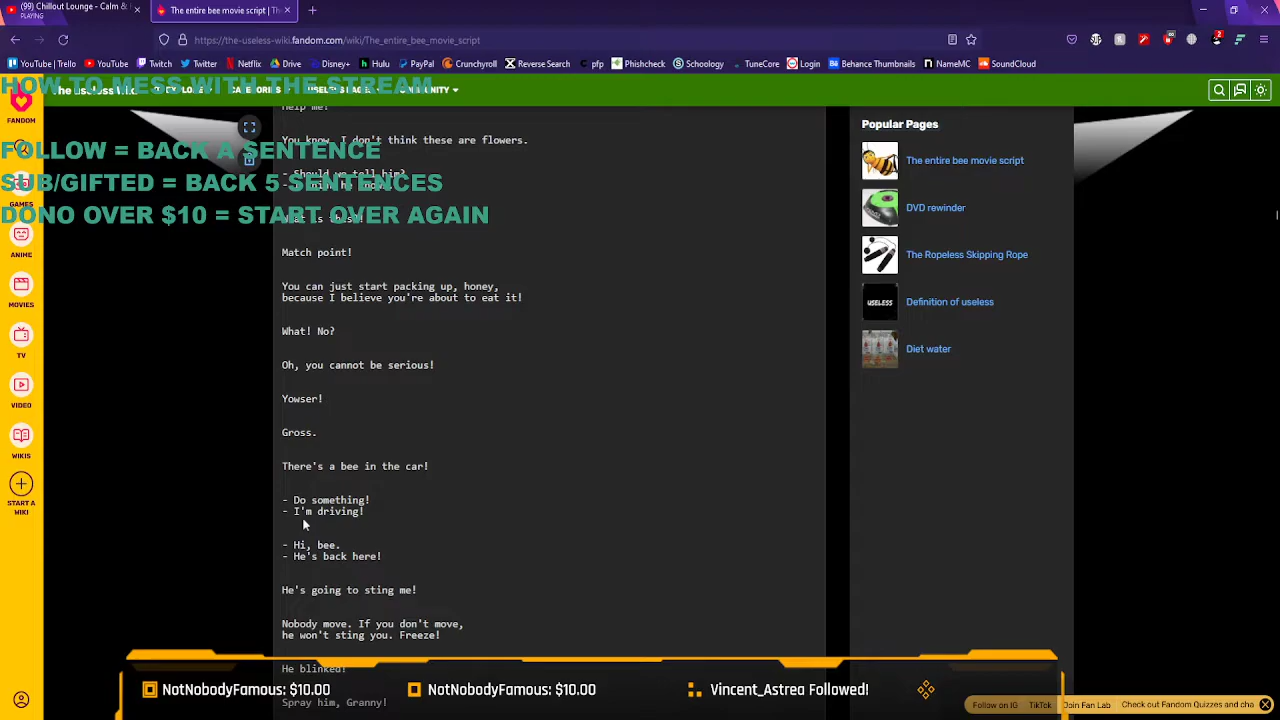 (99) Chillout Lounge - Calm &
PLAYING
The entire bee movie script | Th
https://the-useless-wiki.fandom.com/wiki/The_entire_bee_movie_script
YouTube | Trello
YouTube
Twitch
Twitter
Netflix
Drive
Disney+
Hulu
PayPal
Crunchyroll
Reverse Search
pfp
Phishcheck
Schoology
TuneCore
Login
Behance Thumbnails
NameMC
SoundCloud
HOW TO MESS WITH THE STREAM
FOLLOW = BACK A SENTENCE
SUB/GIFTED = BACK 5 SENTENCES
DONO OVER $10 = START OVER AGAIN
FANDOM
GAMES
ANIME
MOVIES
TV
VIDEO
WIKIS
START A
WIKI
Help me!
You know, I don't think these are flowers.
- Should we tell him?
Match point!
You can just start packing up, honey,
because I believe you're about to eat it!
What! No?
Oh, you cannot be serious!
Yowser!
Gross.
There's a bee in the car!
- Do something!
- I'm driving!
- Hi, bee.
- He's back here!
He's going to sting me!
Nobody move. If you don't move,
he won't sting you. Freeze!
He blinked!
Spray him, Granny!
Popular Pages
The entire bee movie script
DVD rewinder
The Ropeless Skipping Rope
USELESS
Definition of useless
Diet water
NotNobodyFamous: $10.00
NotNobodyFamous: $10.00
Vincent_Astrea Followed!
Follow on IG
TikTok
Join Fan Lab
Check out Fandom Quizzes and cha